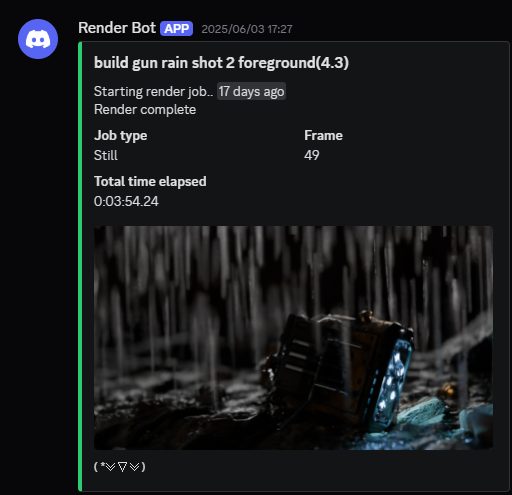 Render Bot APP 2025/06/03 17:27
build gun rain shot 2 foreground(4.3)
Starting render job.. 17 days ago
Render complete
Job type Frame
Still 49
Total time elapsed
0:03:54.24
( *︾▽︾)